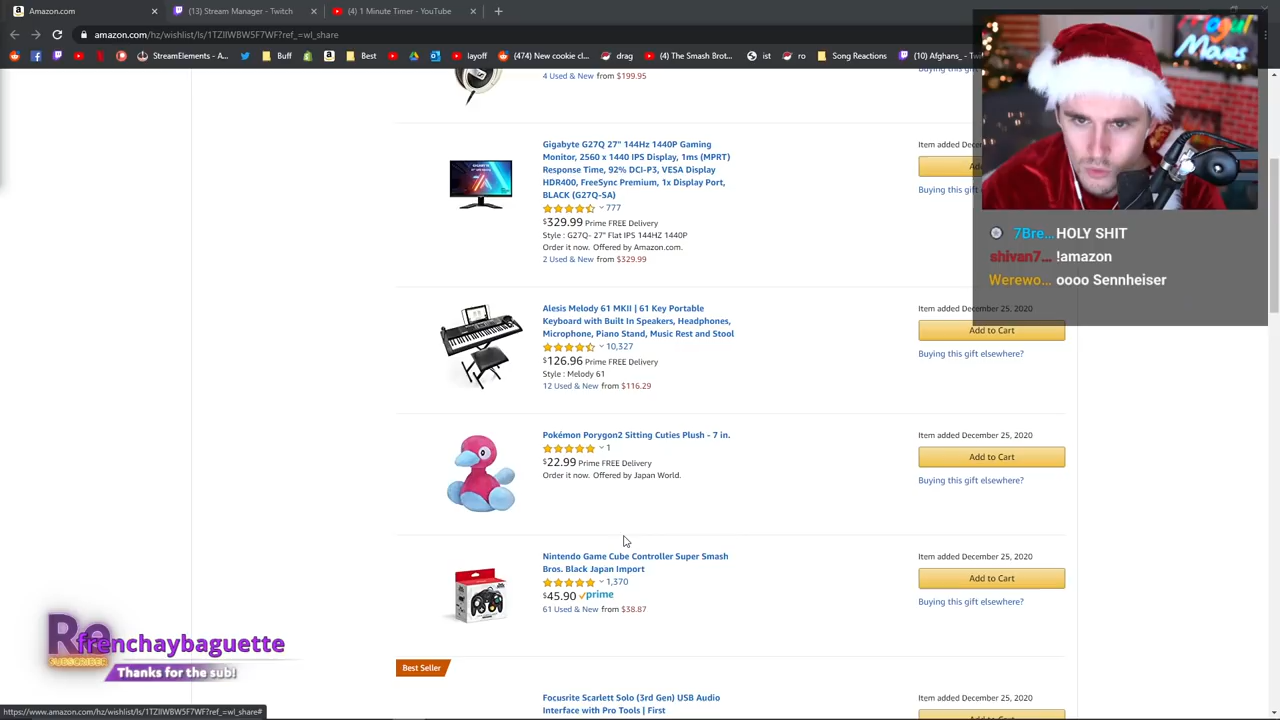 Amazon.com
(13) Stream Manager - Twitch
(4) 1 Minute Timer - YouTube
amazon.com/hz/wishlist/ls/1TZIIWBW5F7WF?ref_=wl_share
StreamElements - A...
Buff
Best
layoff
(474) New cookie cl...
drag
(4) The Smash Brot...
ist
ro
Song Reactions
(10) Afghans_ - Twi
4 Used & New from $199.95
Buying this gift
Gigabyte G27Q 27" 144Hz 1440P Gaming
Monitor, 2560 x 1440 IPS Display, 1ms (MPRT)
Response Time, 92% DCI-P3, VESA Display
HDR400, FreeSync Premium, 1x Display Port,
BLACK (G27Q-SA)
777
$329.99 Prime FREE Delivery
Style : G27Q- 27" Flat IPS 144HZ 1440P
Order it now. Offered by Amazon.com.
2 Used & New from $329.99
Item added Dece
Ad
Buying this gift
Moves
7Bre... HOLY SHIT
shivan7... !amazon
Werewo... oooo Sennheiser
Alesis Melody 61 MKII | 61 Key Portable
Keyboard with Built In Speakers, Headphones,
Microphone, Piano Stand, Music Rest and Stool
10,327
$126.96 Prime FREE Delivery
Style : Melody 61
12 Used & New from $116.29
Item added December 25, 2020
Add to Cart
Buying this gift elsewhere?
Pokémon Porygon2 Sitting Cuties Plush - 7 in.
1
$22.99 Prime FREE Delivery
Order it now. Offered by Japan World.
Item added December 25, 2020
Add to Cart
Buying this gift elsewhere?
Nintendo Game Cube Controller Super Smash
Bros. Black Japan Import
1,370
$45.90 prime
61 Used & New from $38.87
Item added December 25, 2020
Add to Cart
Buying this gift elsewhere?
Re
SUBSCRIBER
frenchaybaguette
Thanks for the sub!
Best Seller
Focusrite Scarlett Solo (3rd Gen) USB Audio
Interface with Pro Tools | First
Item added December 25, 2020
Add to Cart
https://www.amazon.com/hz/wishlist/ls/1TZIIWBW5F7WF?ref_=wl_share#